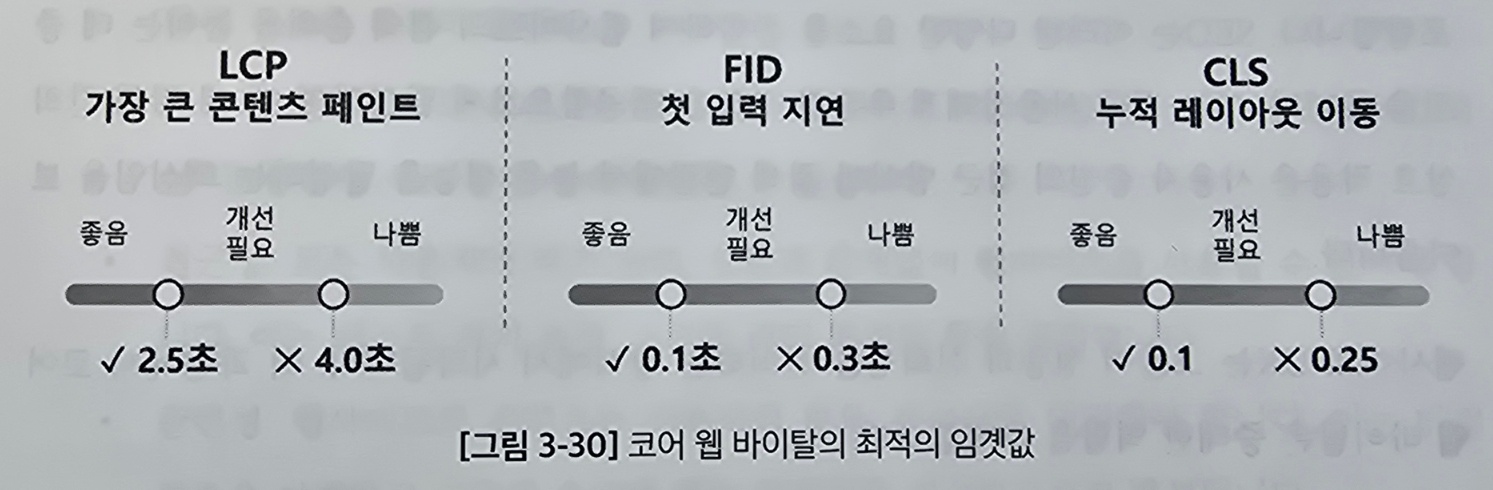 LCP
가장 큰 콘텐츠 페인트
좋음
개선
필요
나쁨
✓ 2.5초 ✕ 4.0초
FID
첫 입력 지연
좋음
개선
필요
나쁨
✓ 0.1초 ✕ 0.3초
CLS
누적 레이아웃 이동
좋음
개선
필요
나쁨
✓ 0.1 ✕ 0.25
[그림 3-30] 코어 웹 바이탈의 최적의 임곗값